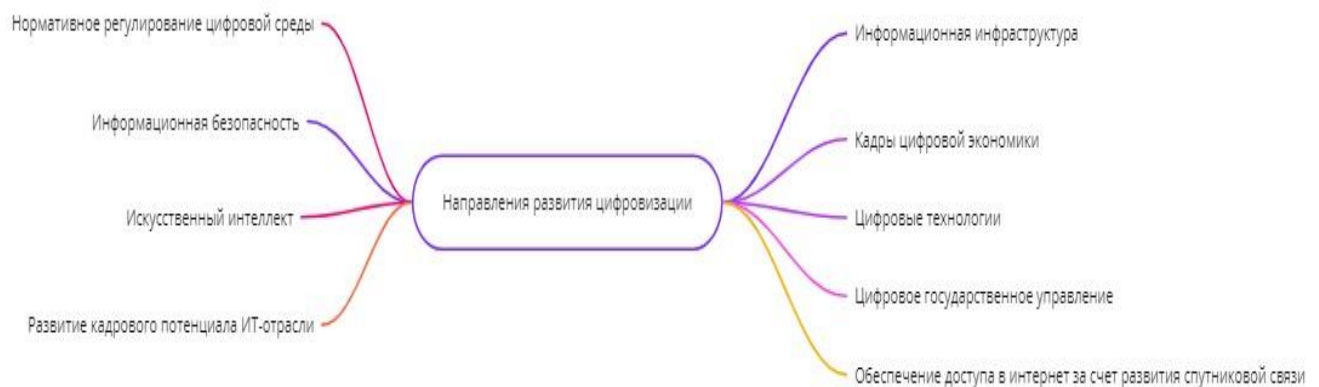 Нормативное регулирование цифровой среды
Информационная безопасность
Искусственный интеллект
Развитие кадрового потенциала ИТ-отрасли
Направления развития цифровизации
Информационная инфраструктура
Кадры цифровой экономики
Цифровые технологии
Цифровое государственное управление
Обеспечение доступа в интернет за счет развития спутниковой связи